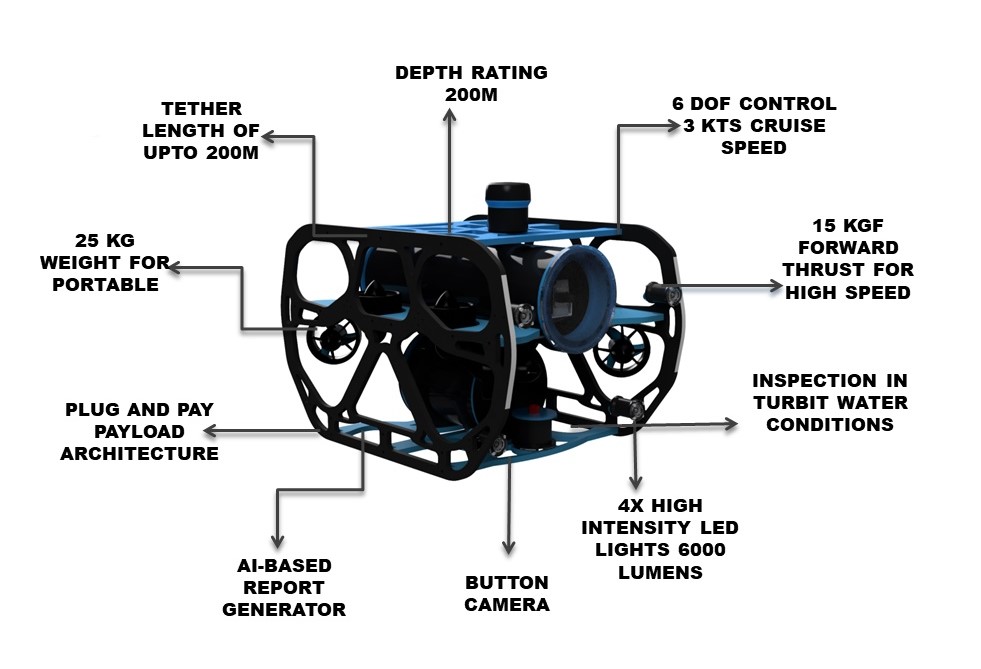 DEPTH RATING
200M
TETHER
LENGTH OF
UPTO 200M
6 DOF CONTROL
3 KTS CRUISE
SPEED
25 KG
WEIGHT FOR
PORTABLE
15 KGF
FORWARD
THRUST FOR
HIGH SPEED
PLUG AND PAY
PAYLOAD
ARCHITECTURE
INSPECTION IN
TURBIT WATER
CONDITIONS
AI-BASED
REPORT
GENERATOR
BUTTON
CAMERA
4X HIGH
INTENSITY LED
LIGHTS 6000
LUMENS